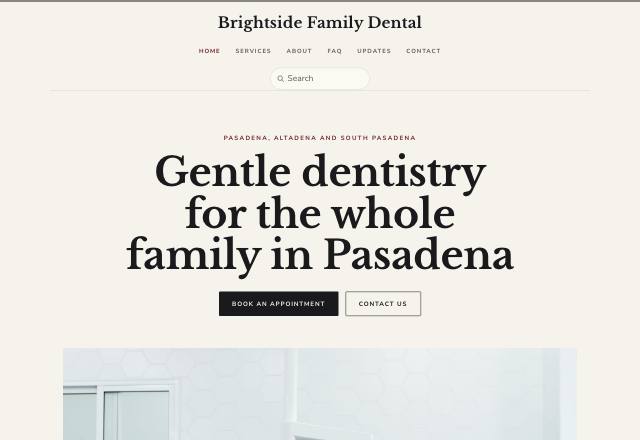 Brightside Family Dental
HOME SERVICES ABOUT FAQ UPDATES CONTACT
Search
PASADENA, ALTADENA AND SOUTH PASADENA
Gentle dentistry
for the whole
family in Pasadena
BOOK AN APPOINTMENT CONTACT US